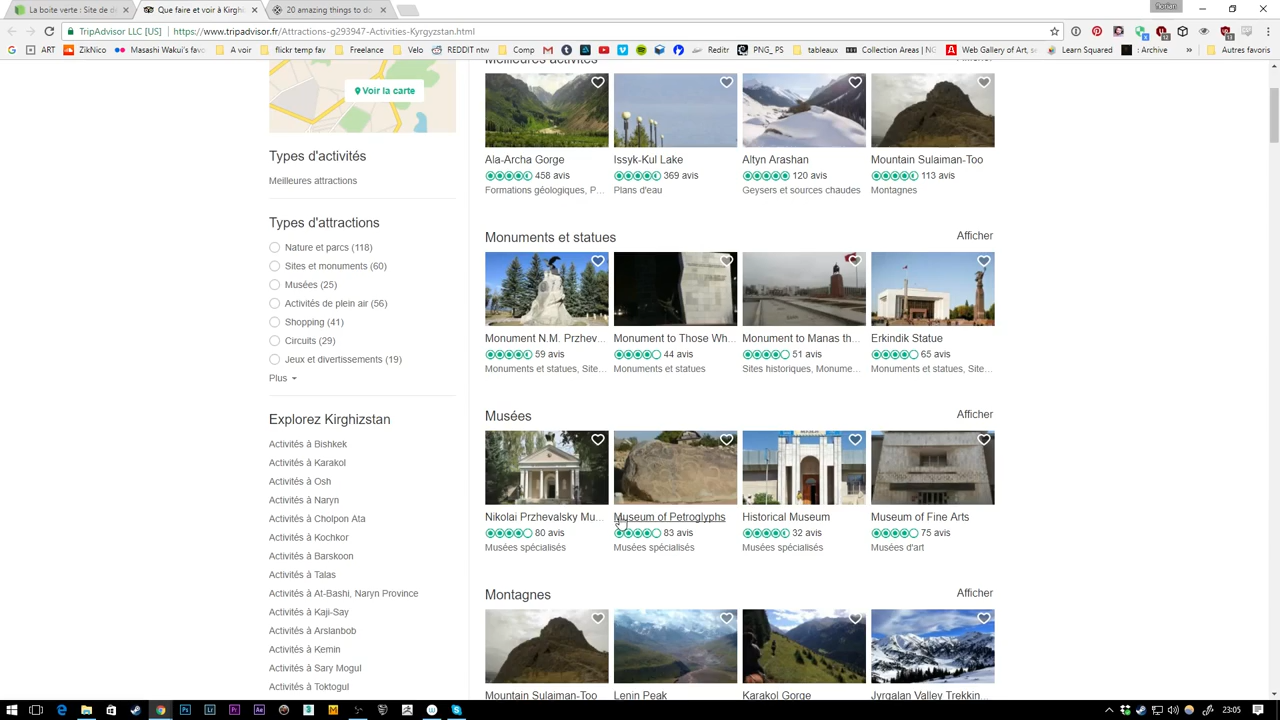 La boite verte : Site de d
Que faire et voir à Kirghi
20 amazing things to do
florian
TripAdvisor LLC [US] https://www.tripadvisor.fr/Attractions-g293947-Activities-Kyrgyzstan.html
ART ZikNico Masashi Wakui's favo A voir flickr temp fav Freelance Velo REDDIT ntw Comp Reditr PNG_PS tableaux Collection Areas | NG Web Gallery of Art, s Learn Squared : Archive Autres favoris
Meilleures activités Afficher
Voir la carte
Ala-Archa Gorge
458 avis
Formations géologiques, P...
Issyk-Kul Lake
369 avis
Plans d'eau
Altyn Arashan
120 avis
Geysers et sources chaudes
Mountain Sulaiman-Too
113 avis
Montagnes
Types d'activités
Meilleures attractions
Types d'attractions
Nature et parcs (118)
Sites et monuments (60)
Musées (25)
Activités de plein air (56)
Shopping (41)
Circuits (29)
Jeux et divertissements (19)
Plus
Explorez Kirghizstan
Activités à Bishkek
Activités à Karakol
Activités à Osh
Activités à Naryn
Activités à Cholpon Ata
Activités à Kochkor
Activités à Barskoon
Activités à Talas
Activités à At-Bashi, Naryn Province
Activités à Kaji-Say
Activités à Arslanbob
Activités à Kemin
Activités à Sary Mogul
Activités à Toktogul
Monuments et statues Afficher
Monument N.M. Przhev...
59 avis
Monuments et statues, Site...
Monument to Those Wh...
44 avis
Monuments et statues
Monument to Manas th...
51 avis
Sites historiques, Monume...
Erkindik Statue
65 avis
Monuments et statues, Site...
Musées Afficher
Nikolai Przhevalsky Mu...
80 avis
Musées spécialisés
Museum of Petroglyphs
83 avis
Musées spécialisés
Historical Museum
32 avis
Musées spécialisés
Museum of Fine Arts
75 avis
Musées d'art
Montagnes Afficher
Mountain Sulaiman-Too
Lenin Peak
Karakol Gorge
Jyrgalan Valley Trekkin...
23:05